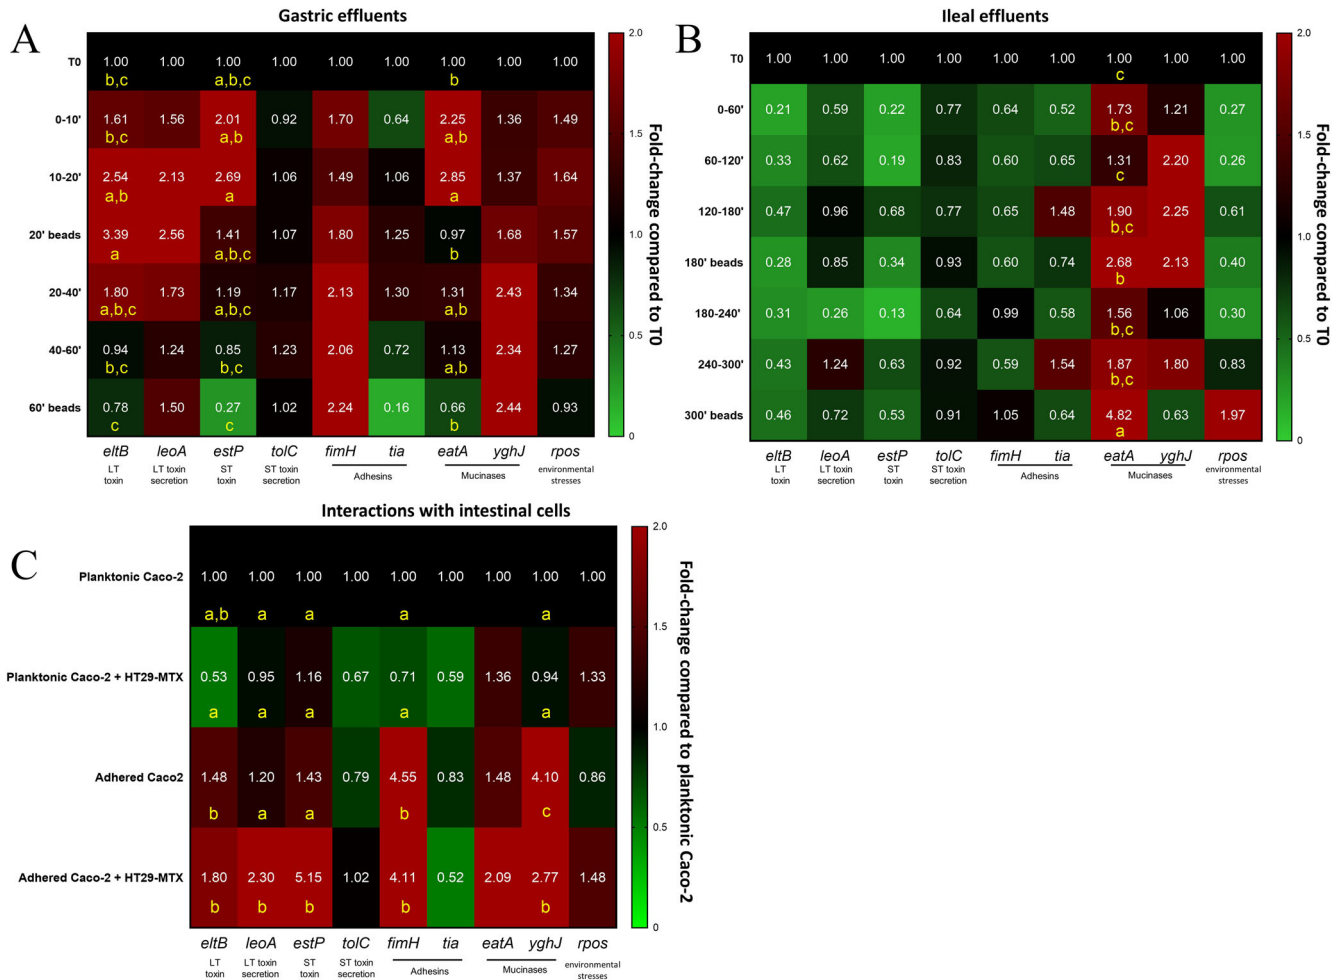 A
Gastric effluents
T0 1.00 1.00 1.00 1.00 1.00 1.00 1.00 1.00 1.00
b,c a,b,c b
0-10' 1.61 1.56 2.01 0.92 1.70 0.64 2.25 1.36 1.49
b,c a,b a,b
10-20' 2.54 2.13 2.69 1.06 1.49 1.06 2.85 1.37 1.64
a,b a a
20' beads 3.39 2.56 1.41 1.07 1.80 1.25 0.97 1.68 1.57
a a,b,c b
20-40' 1.80 1.73 1.19 1.17 2.13 1.30 1.31 2.43 1.34
a,b,c a,b,c a,b
40-60' 0.94 1.24 0.85 1.23 2.06 0.72 1.13 2.34 1.27
b,c b,c a,b
60' beads 0.78 1.50 0.27 1.02 2.24 0.16 0.66 2.44 0.93
c c b
eltB leoA estP tolC fimH tia eatA yghJ rpos
LT toxin
LT toxin secretion
ST toxin
ST toxin secretion
Adhesins
Mucinases
environmental stresses
2.0
1.5
1.0
0.5
0
Fold-change compared to T0
B
Ileal effluents
T0 1.00 1.00 1.00 1.00 1.00 1.00 1.00 1.00 1.00
c
0-60' 0.21 0.59 0.22 0.77 0.64 0.52 1.73 1.21 0.27
b,c
60-120' 0.33 0.62 0.19 0.83 0.60 0.65 1.31 2.20 0.26
c
120-180' 0.47 0.96 0.68 0.77 0.65 1.48 1.90 2.25 0.61
b,c
180' beads 0.28 0.85 0.34 0.93 0.60 0.74 2.68 2.13 0.40
b
180-240' 0.31 0.26 0.13 0.64 0.99 0.58 1.56 1.06 0.30
b,c
240-300' 0.43 1.24 0.63 0.92 0.59 1.54 1.87 1.80 0.83
b,c
300' beads 0.46 0.72 0.53 0.91 1.05 0.64 4.82 0.63 1.97
a
eltB leoA estP tolC fimH tia eatA yghJ rpos
LT toxin
LT toxin secretion
ST toxin
ST toxin secretion
Adhesins
Mucinases
environmental stresses
2.0
1.5
1.0
0.5
0
Fold-change compared to T0
C
Interactions with intestinal cells
Planktonic Caco-2 1.00 1.00 1.00 1.00 1.00 1.00 1.00 1.00 1.00
a,b a a a a
Planktonic Caco-2 + HT29-MTX 0.53 0.95 1.16 0.67 0.71 0.59 1.36 0.94 1.33
a a a a a
Adhered Caco2 1.48 1.20 1.43 0.79 4.55 0.83 1.48 4.10 0.86
b a a b c
Adhered Caco-2 + HT29-MTX 1.80 2.30 5.15 1.02 4.11 0.52 2.09 2.77 1.48
b b b b b
eltB leoA estP tolC fimH tia eatA yghJ rpos
LT toxin
LT toxin secretion
ST toxin
ST toxin secretion
Adhesins
Mucinases
environmental stresses
2.0
1.5
1.0
0.5
0
Fold-change compared to planktonic Caco-2